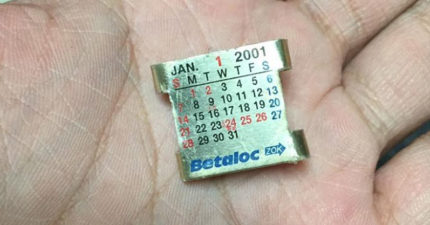 JAN. 1 2001
S M T W T F S
1 2 3 4 5 6
8 9 10 11 12 13
14 15 16 17 18 19 20
21 22 23 24 25 26 27
28 29 30 31
Betaloc ZOK